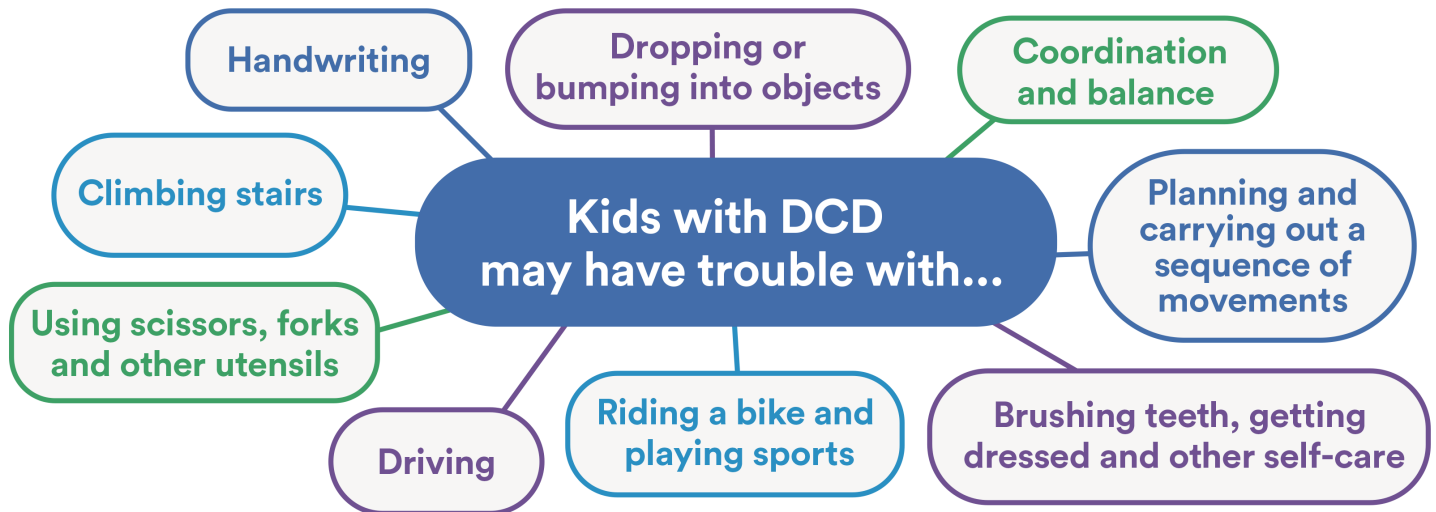 Handwriting
Dropping or
bumping into objects
Coordination
and balance
Climbing stairs
Kids with DCD
may have trouble with...
Planning and
carrying out a
sequence of
movements
Using scissors, forks
and other utensils
Driving
Riding a bike and
playing sports
Brushing teeth, getting
dressed and other self-care